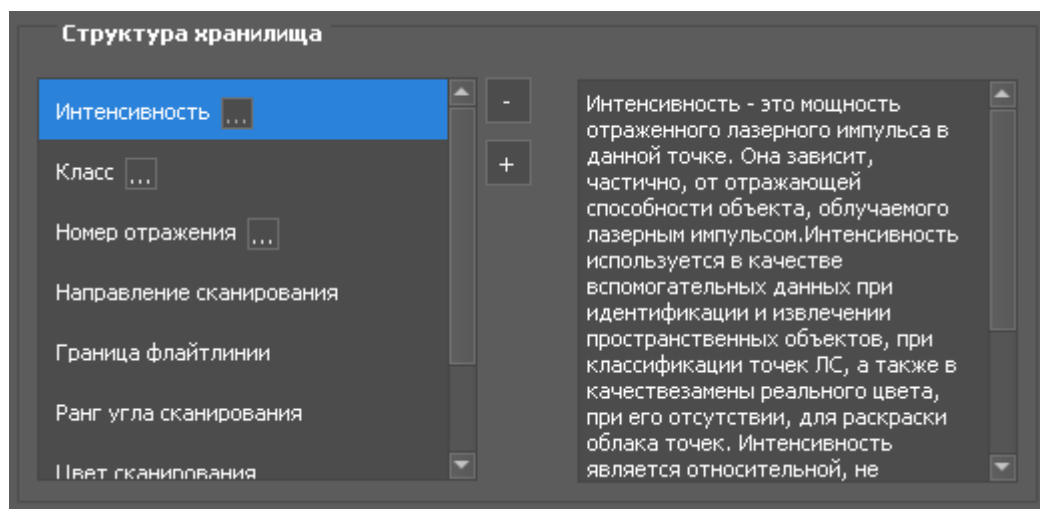 Структура хранилища
Интенсивность ...
Класс ...
Номер отражения ...
Направление сканирования
Граница флайтлинии
Ранг угла сканирования
Цвет сканирования
-
+
Интенсивность - это мощность
отраженного лазерного импульса в
данной точке. Она зависит,
частично, от отражающей
способности объекта, облучаемого
лазерным импульсом.Интенсивность
используется в качестве
вспомогательных данных при
идентификации и извлечении
пространственных объектов, при
классификации точек ЛС, а также в
качествезамены реального цвета,
при его отсутствии, для раскраски
облака точек. Интенсивность
является относительной, не